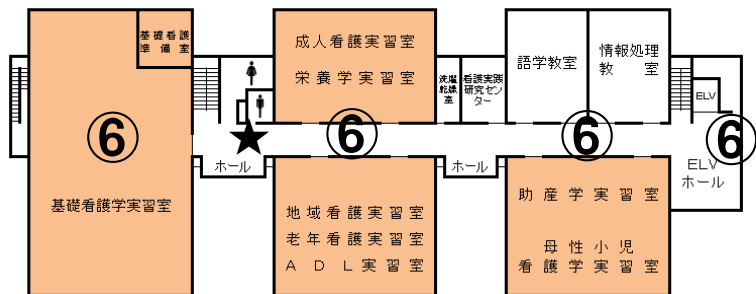 基礎看護
準備室
⑥
基礎看護学実習室
成人看護実習室
栄養学実習室
洗濯
乾燥
室
看護実践
研究セン
ター
語学教室
情報処理
教室
ELV
★
⑥
⑥
⑥
ホール
ホール
ELV
ホール
地域看護実習室
老年看護実習室
ADL実習室
助産学実習室
母性小児
看護学実習室